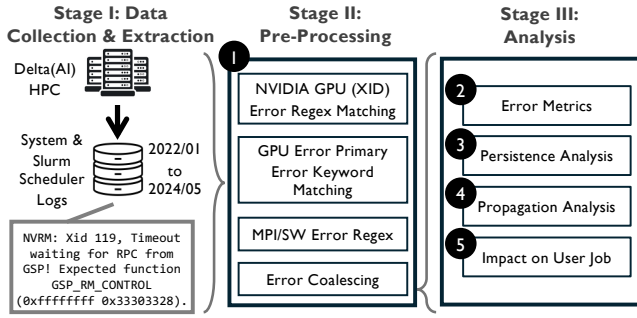 Stage I: Data
Collection & Extraction
Delta(AI)
HPC
System &
Slurm
Scheduler
Logs
2022/01
to
2024/05
NVRM: Xid 119, Timeout
waiting for RPC from
GSP! Expected function
GSP_RM_CONTROL
(0xffffffff 0x33303328).
Stage II:
Pre-Processing
1
NVIDIA GPU (XID)
Error Regex Matching
GPU Error Primary
Error Keyword
Matching
MPI/SW Error Regex
Error Coalescing
Stage III:
Analysis
2
Error Metrics
3
Persistence Analysis
4
Propagation Analysis
5
Impact on User Job